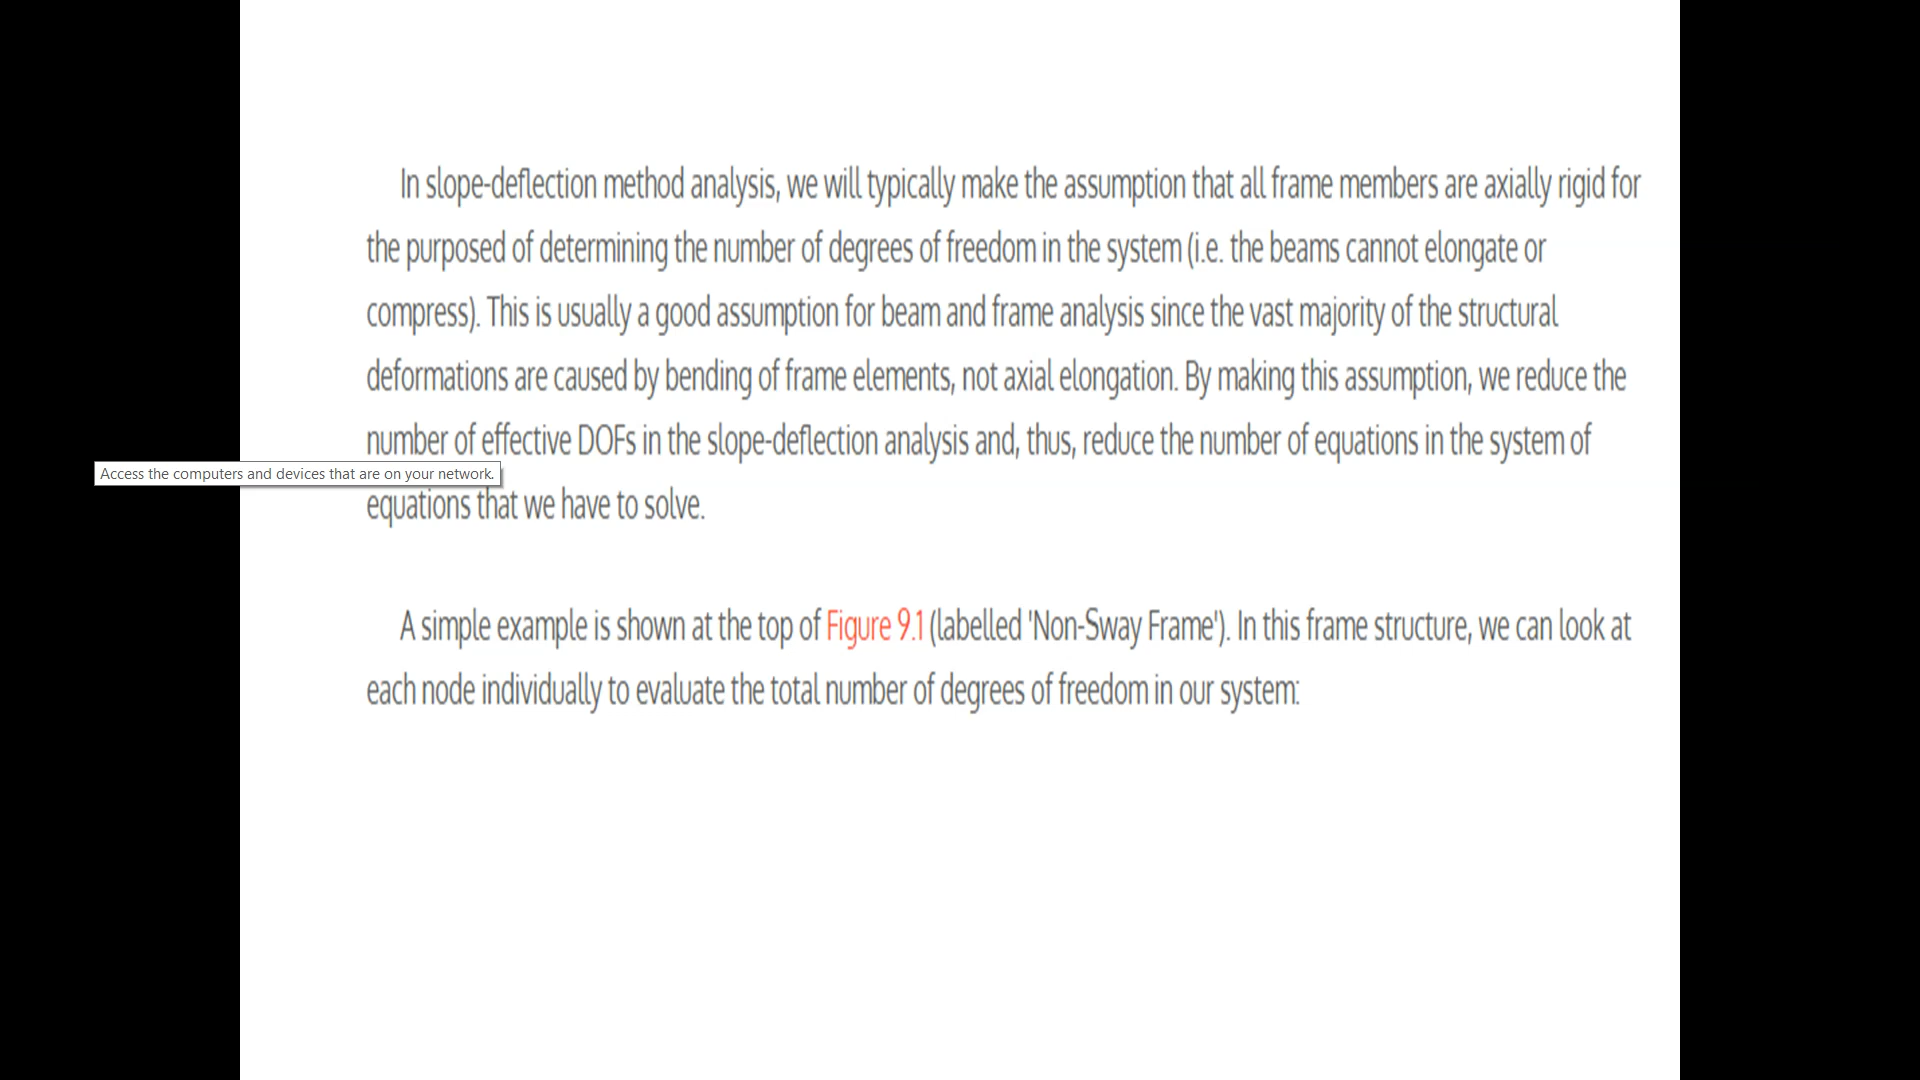 In slope-deflection method analysis, we will typically make the assumption that all frame members are axially rigid for
the purposed of determining the number of degrees of freedom in the system (i.e. the beams cannot elongate or
compress). This is usually a good assumption for beam and frame analysis since the vast majority of the structural
deformations are caused by bending of frame elements, not axial elongation. By making this assumption, we reduce the
number of effective DOFs in the slope-deflection analysis and, thus, reduce the number of equations in the system of
Access the computers and devices that are on your network.
equations that we have to solve.
A simple example is shown at the top of Figure 9.1 (labelled 'Non-Sway Frame'). In this frame structure, we can look at
each node individually to evaluate the total number of degrees of freedom in our system: